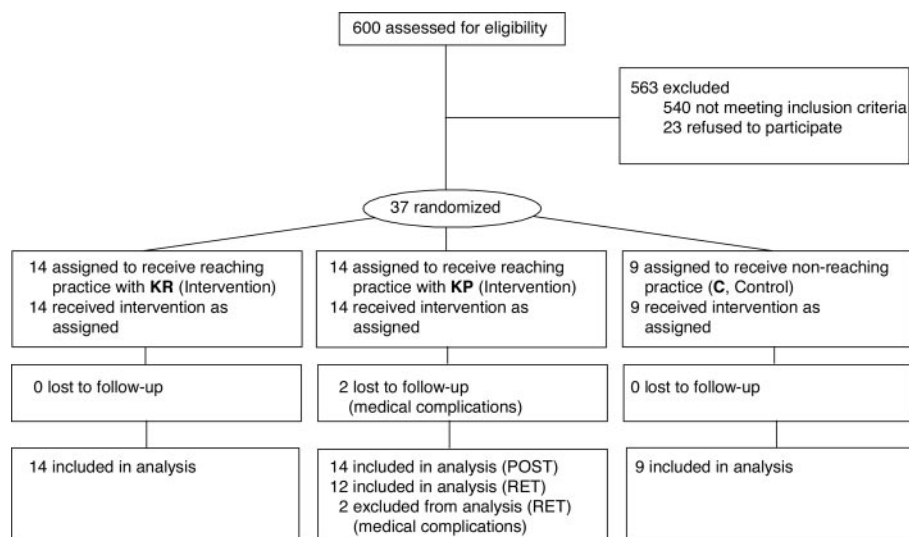 600 assessed for eligibility
563 excluded
540 not meeting inclusion criteria
23 refused to participate
37 randomized
14 assigned to receive reaching
practice with KR (Intervention)
14 received intervention as
assigned
14 assigned to receive reaching
practice with KP (Intervention)
14 received intervention as
assigned
9 assigned to receive non-reaching
practice (C, Control)
9 received intervention as
assigned
0 lost to follow-up
2 lost to follow-up
(medical complications)
0 lost to follow-up
14 included in analysis
14 included in analysis (POST)
12 included in analysis (RET)
2 excluded from analysis (RET)
(medical complications)
9 included in analysis